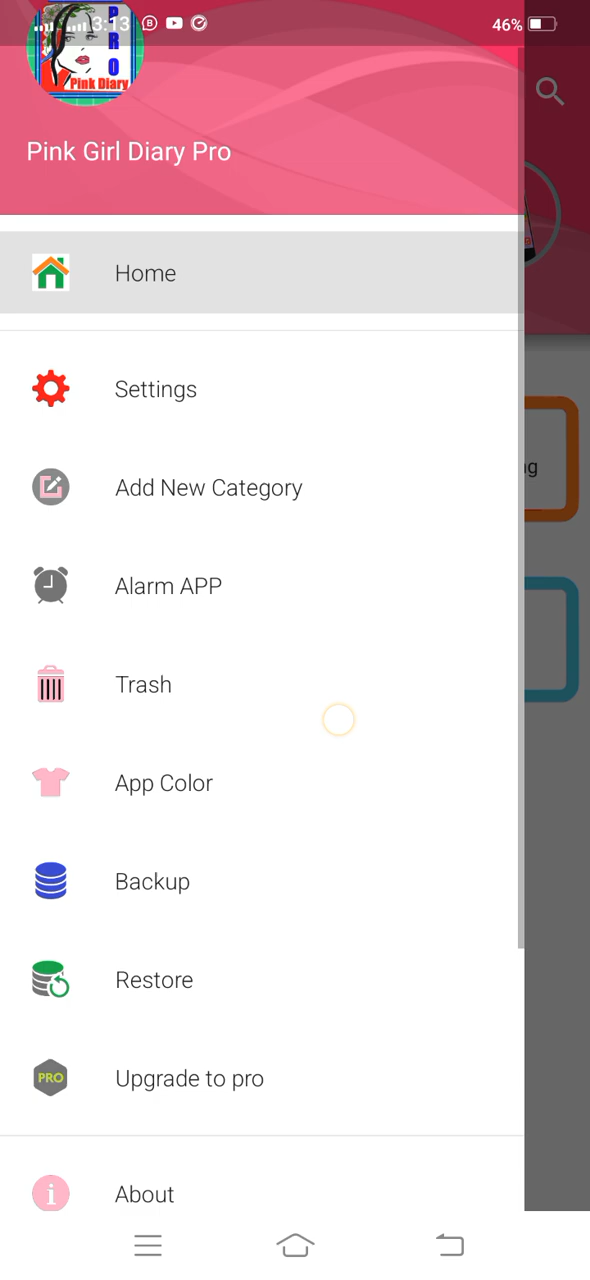 3:13
46%
PRO
Pink Diary
Pink Girl Diary Pro
Home
Settings
Add New Category
Alarm APP
Trash
App Color
Backup
Restore
PRO
Upgrade to pro
About